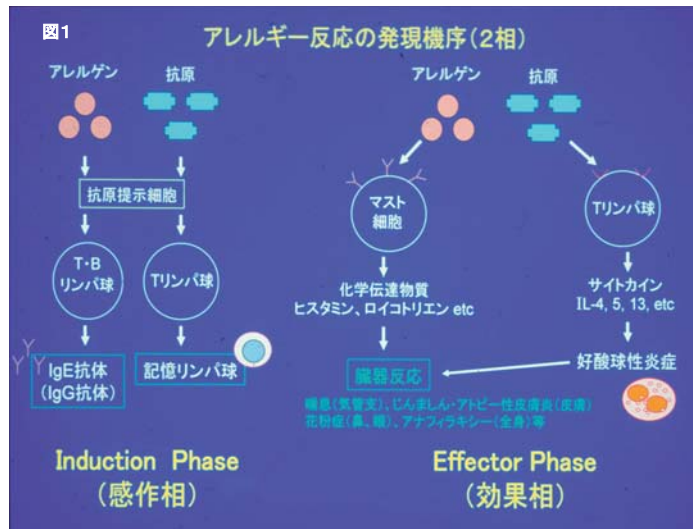 図1
アレルギー反応の発現機序(2相)
アレルゲン
抗原
抗原提示細胞
T・B
リンパ球
Tリンパ球
IgE抗体
(IgG抗体)
記憶リンパ球
Induction Phase
(感作相)
アレルゲン
抗原
マスト
細胞
Tリンパ球
化学伝達物質
ヒスタミン、ロイコトリエン etc
サイトカイン
IL-4, 5, 13, etc
臓器反応
好酸球性炎症
喘息(気管支)、じんましん・アトピー性皮膚炎(皮膚)
花粉症(鼻、眼)、アナフィラキシー(全身)等
Effector Phase
(効果相)